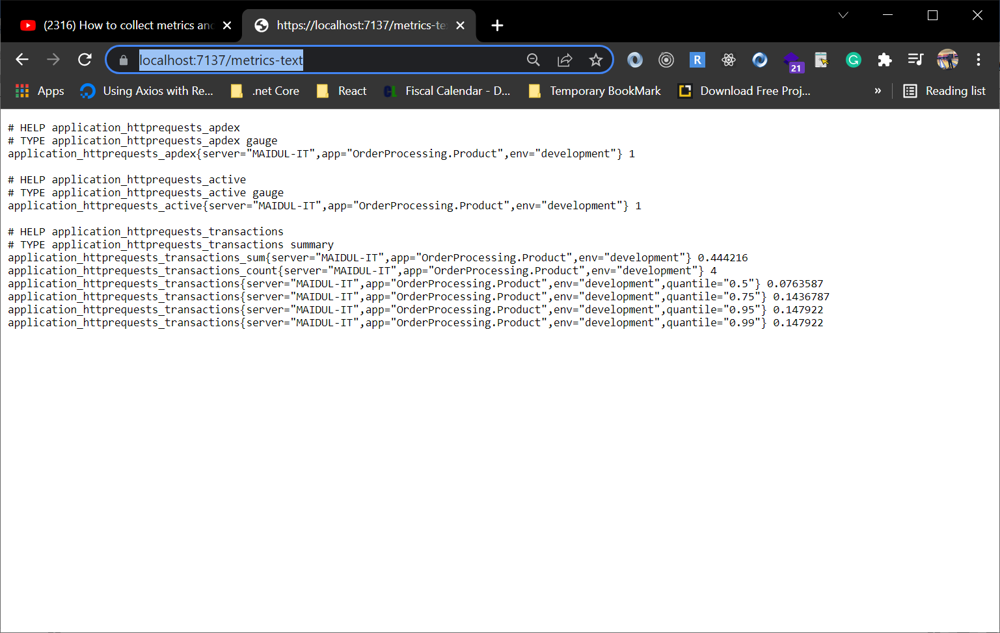 (2316) How to collect metrics and
https://localhost:7137/metrics-te
localhost:7137/metrics-text
R
21
G
Apps
Using Axios with Re...
.net Core
React
CL
Fiscal Calendar - D...
Temporary BookMark
Download Free Proj...
»
Reading list
# HELP application_httprequests_apdex
# TYPE application_httprequests_apdex gauge
application_httprequests_apdex{server="MAIDUL-IT",app="OrderProcessing.Product",env="development"} 1
# HELP application_httprequests_active
# TYPE application_httprequests_active gauge
application_httprequests_active{server="MAIDUL-IT",app="OrderProcessing.Product",env="development"} 1
# HELP application_httprequests_transactions
# TYPE application_httprequests_transactions summary
application_httprequests_transactions_sum{server="MAIDUL-IT",app="OrderProcessing.Product",env="development"} 0.444216
application_httprequests_transactions_count{server="MAIDUL-IT",app="OrderProcessing.Product",env="development"} 4
application_httprequests_transactions{server="MAIDUL-IT",app="OrderProcessing.Product",env="development",quantile="0.5"} 0.0763587
application_httprequests_transactions{server="MAIDUL-IT",app="OrderProcessing.Product",env="development",quantile="0.75"} 0.1436787
application_httprequests_transactions{server="MAIDUL-IT",app="OrderProcessing.Product",env="development",quantile="0.95"} 0.147922
application_httprequests_transactions{server="MAIDUL-IT",app="OrderProcessing.Product",env="development",quantile="0.99"} 0.147922